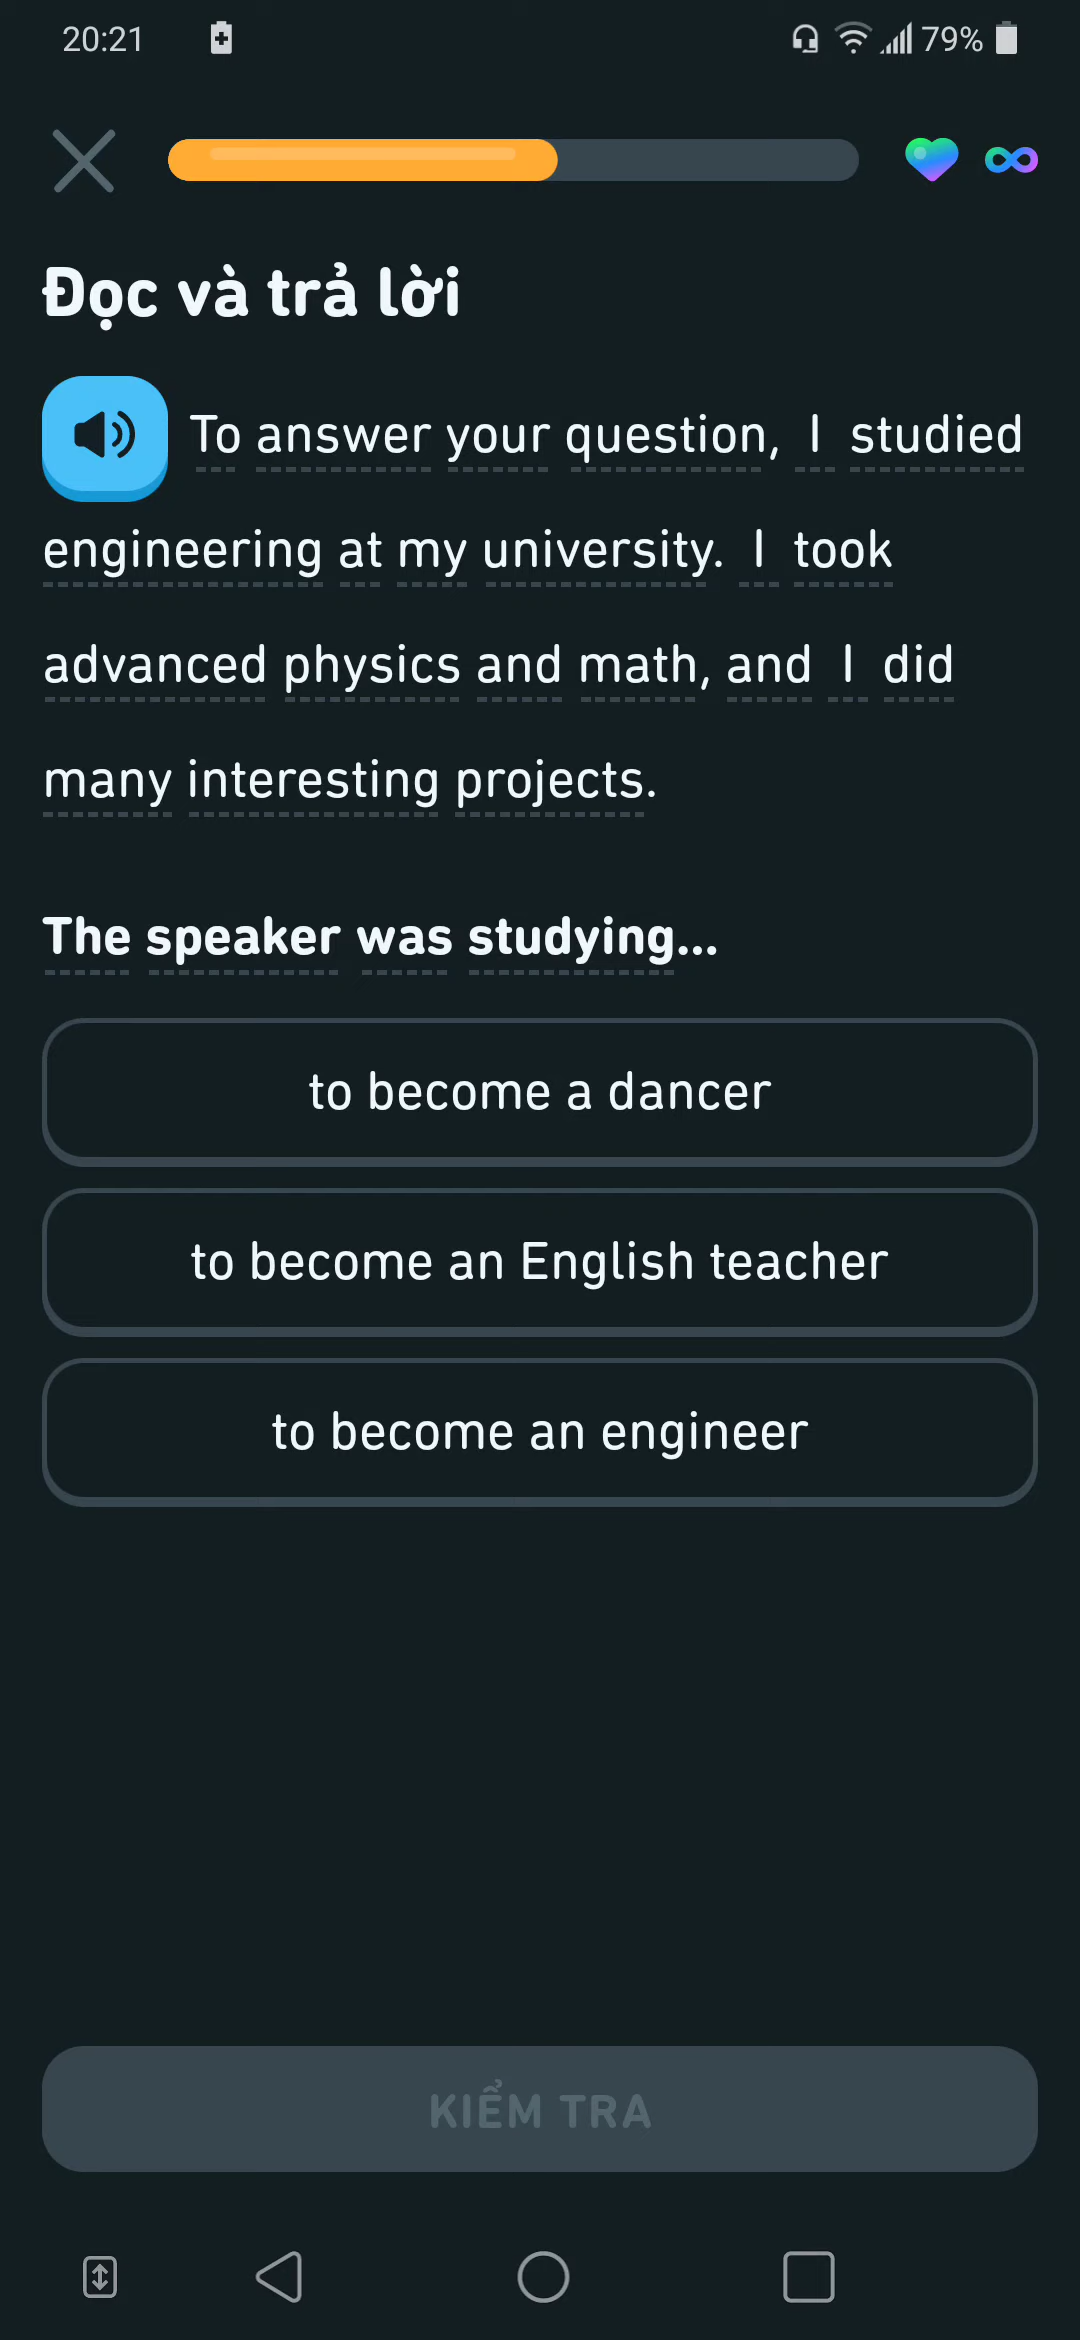 20:21
79%
Đọc và trả lời
To answer your question, I studied
engineering at my university. I took
advanced physics and math, and I did
many interesting projects.
The speaker was studying...
to become a dancer
to become an English teacher
to become an engineer
KIỂM TRA